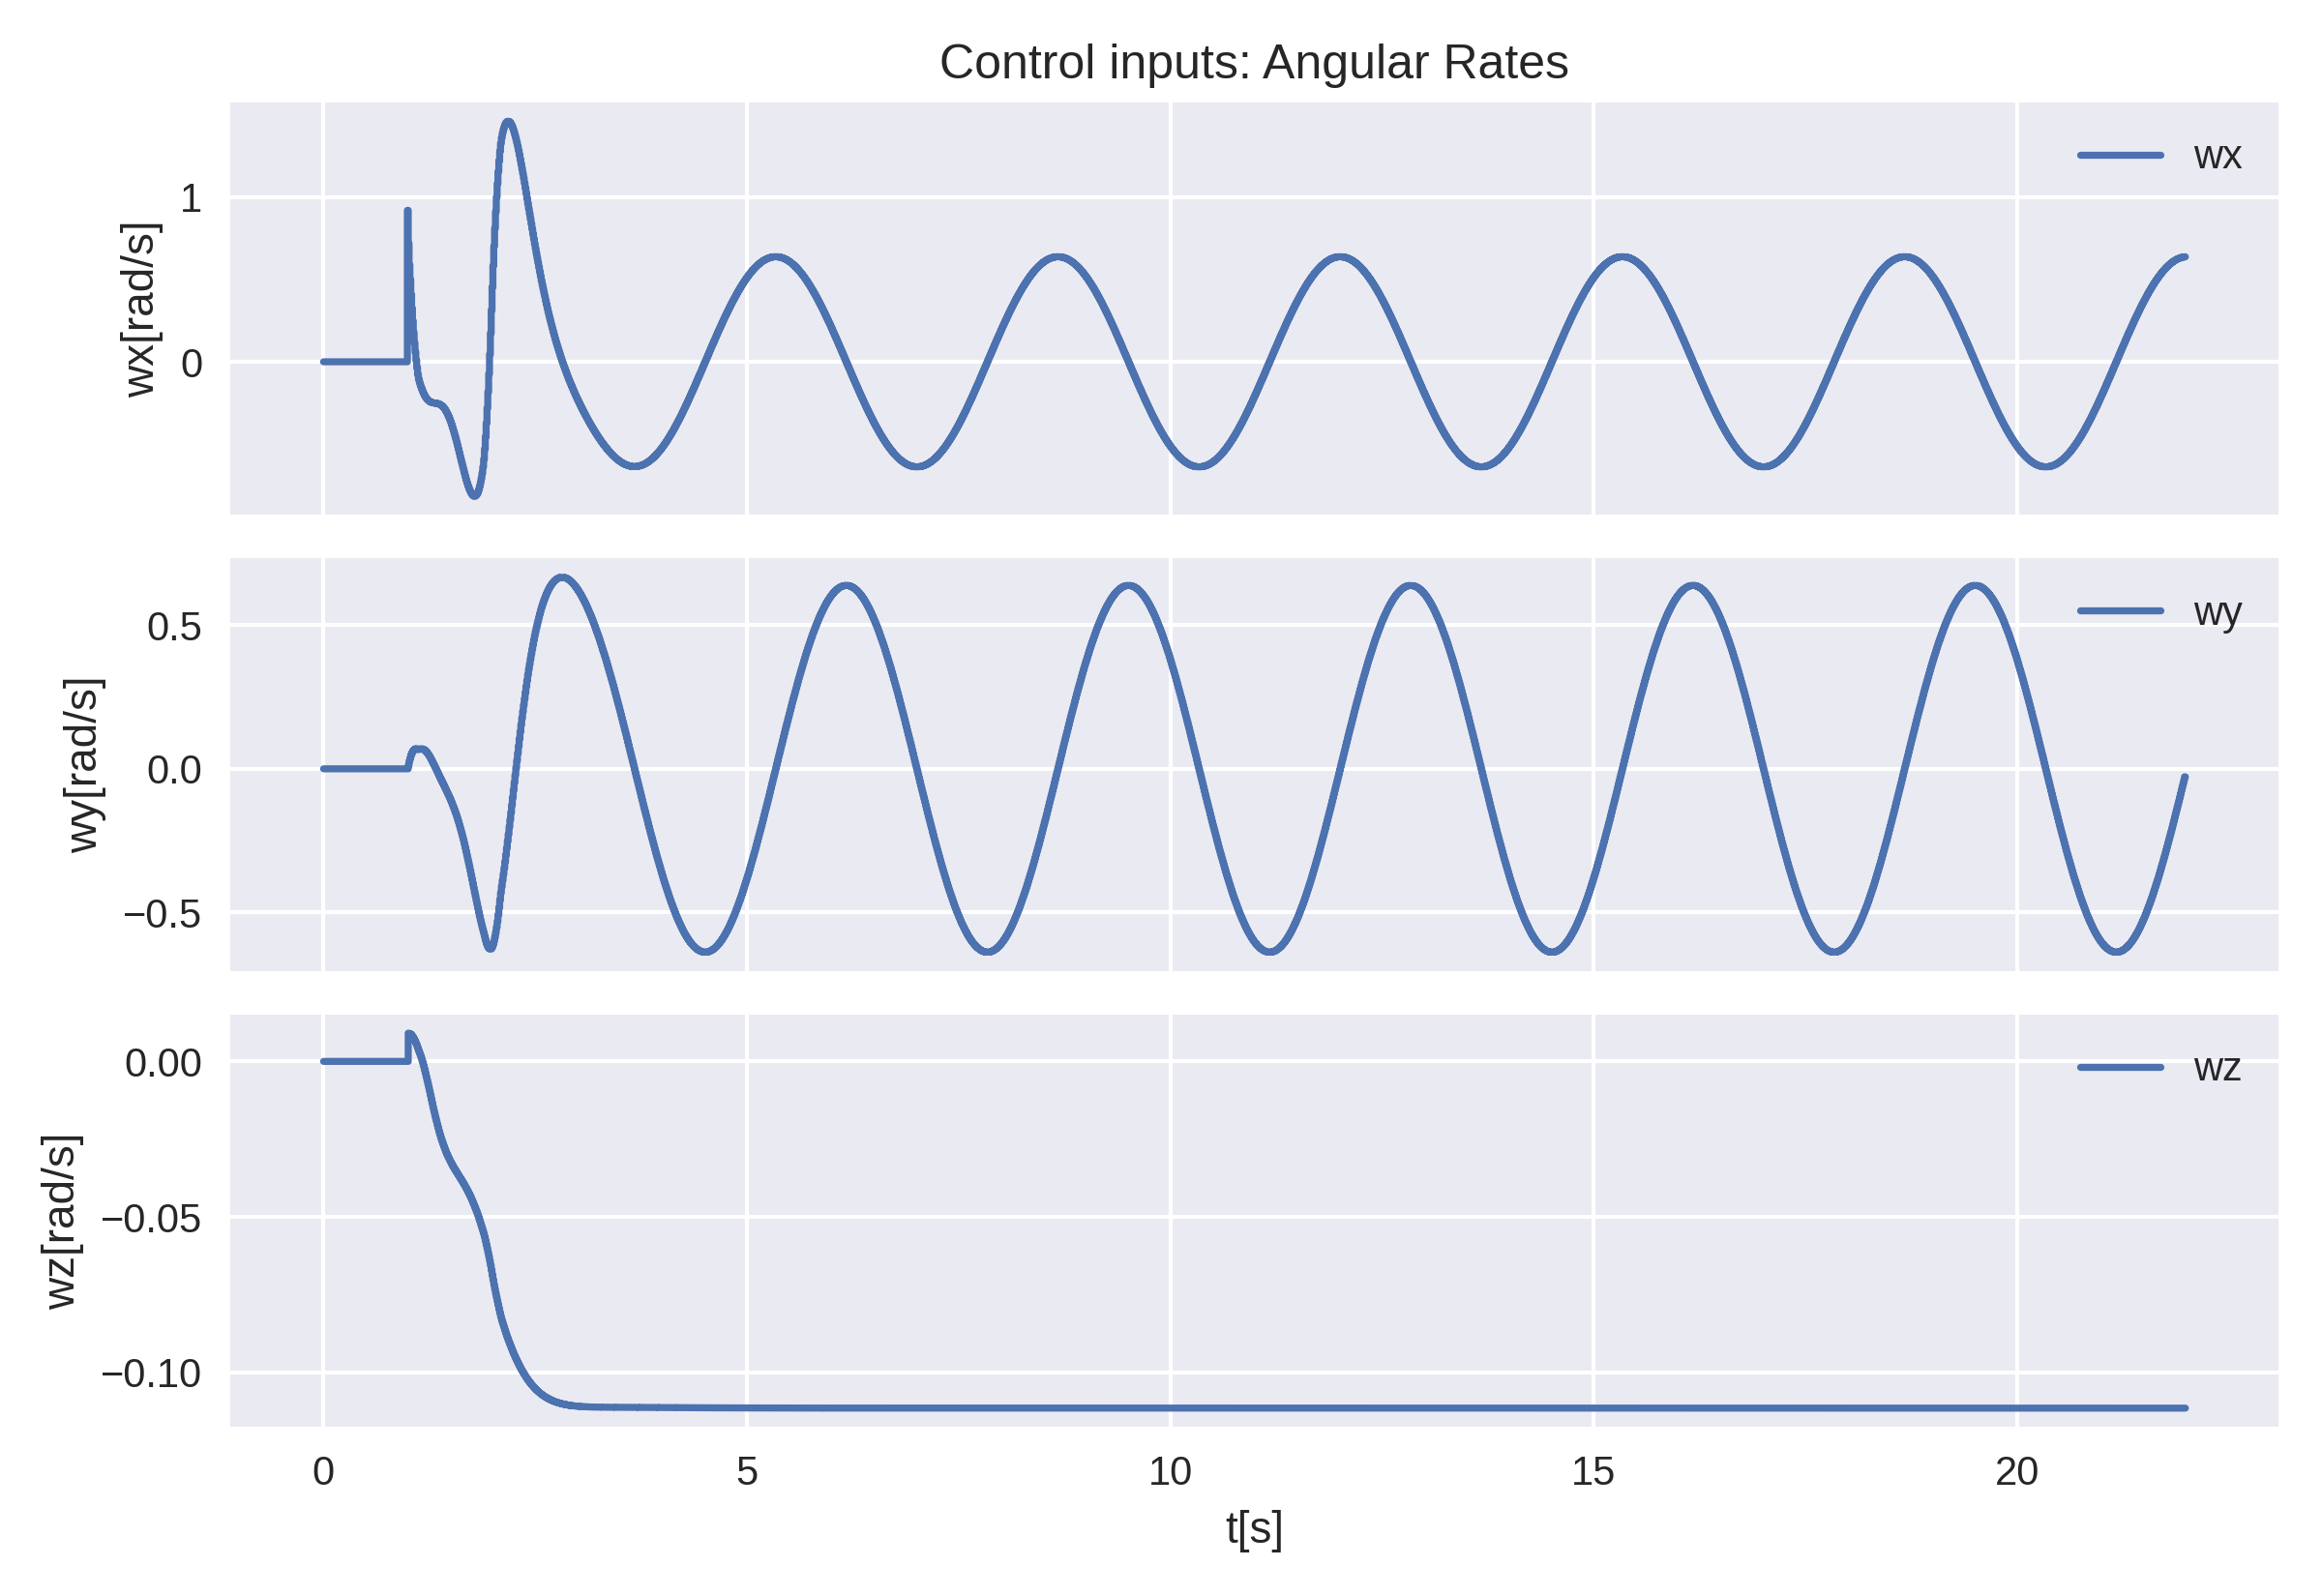 Control inputs: Angular Rates
wx[rad/s]
1
0
wx
wy[rad/s]
0.5
0.0
−0.5
wy
wz[rad/s]
0.00
−0.05
−0.10
wz
0 5 10 15 20
t[s]